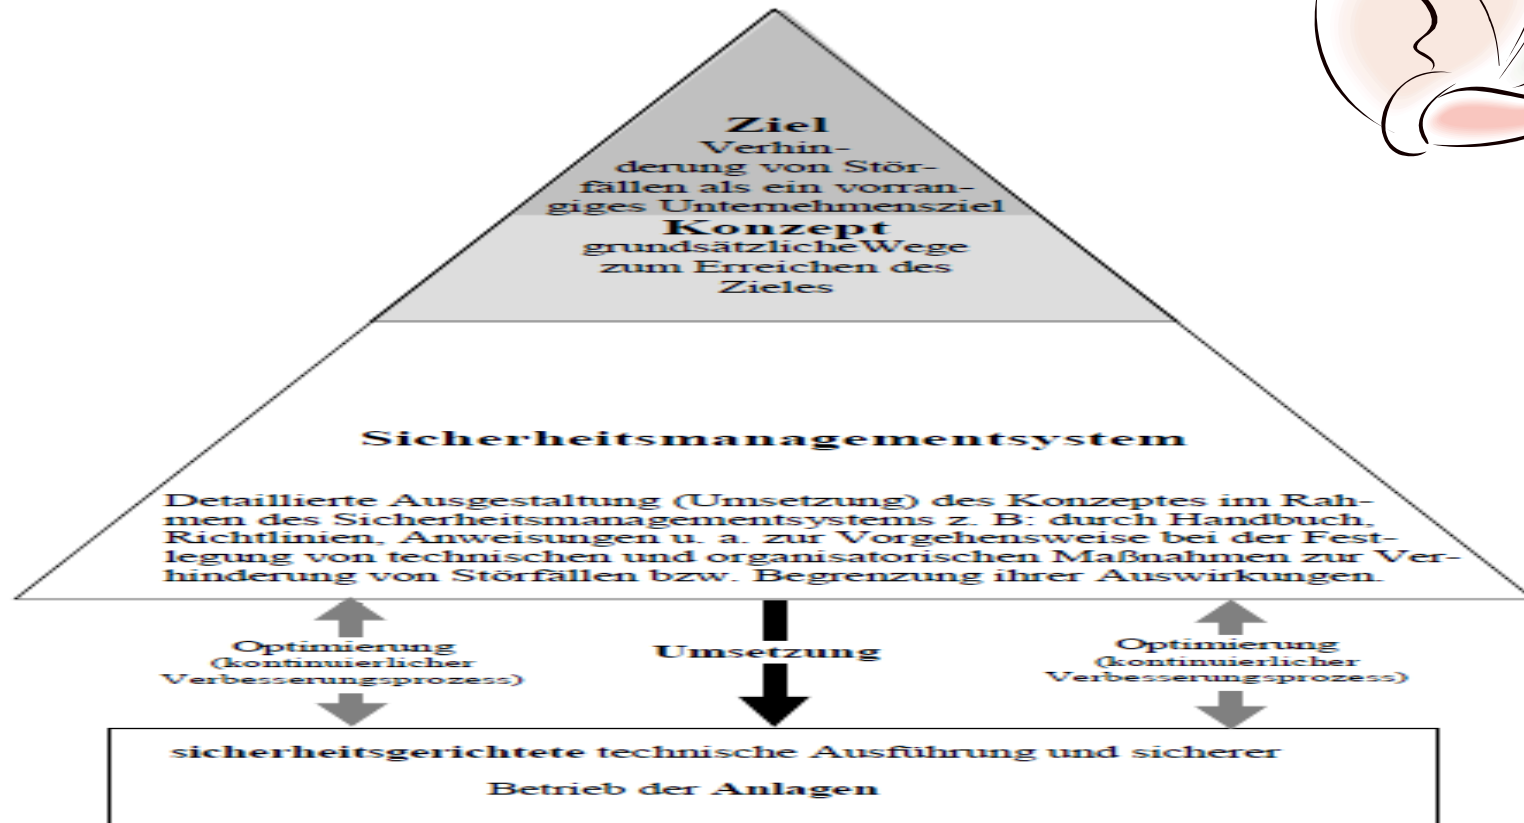 Ziel
Verhin-
derung von Stör-
fällen als ein vorran-
giges Unternehmensziel
Konzept
grundsätzlicheWege
zum Erreichen des
Zieles
Sicherheitsmanagementsystem
Detaillierte Ausgestaltung (Umsetzung) des Konzeptes im Rah-
men des Sicherheitsmanagementsystems z. B: durch Handbuch,
Richtlinien, Anweisungen u. a. zur Vorgehensweise bei der Fest-
legung von technischen und organisatorischen Maßnahmen zur Ver-
hinderung von Störfällen bzw. Begrenzung ihrer Auswirkungen.
Optimierung
(kontinuierlicher
Verbesserungsprozess)
Umsetzung
Optimierung
(kontinuierlicher
Verbesserungsprozess)
sicherheitsgerichtete technische Ausführung und sicherer
Betrieb der Anlagen